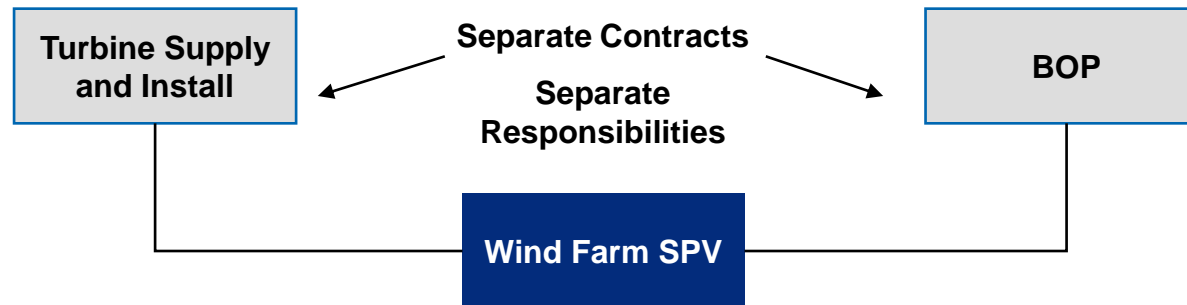 Turbine Supply
and Install
Separate Contracts
Separate
Responsibilities
BOP
Wind Farm SPV